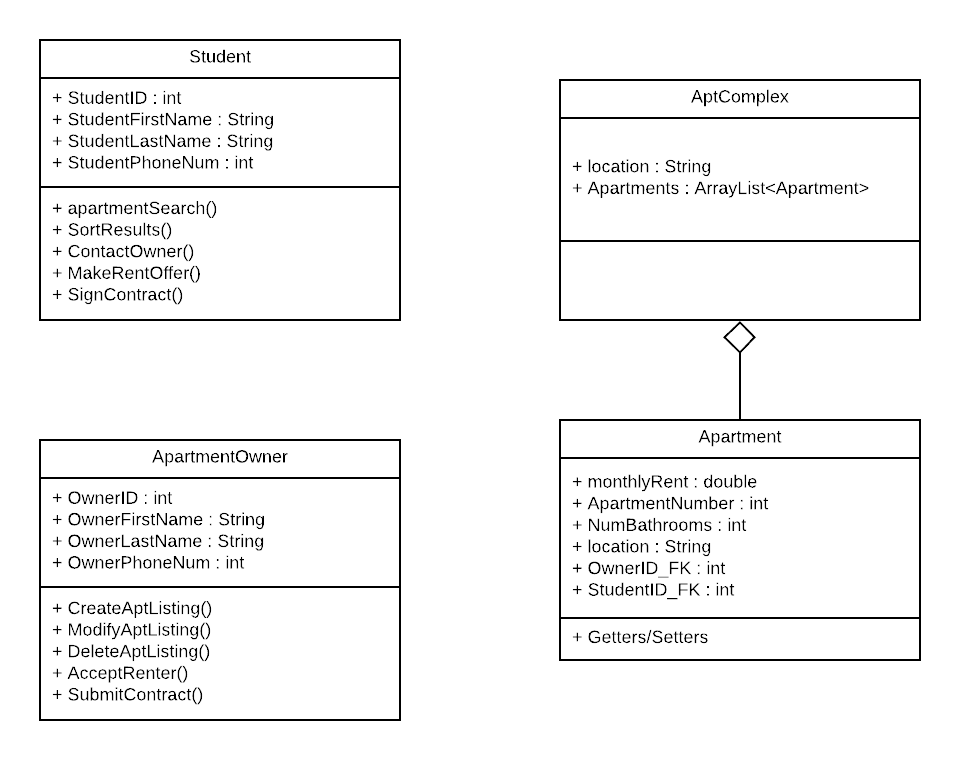 Student
+ StudentID : int
+ StudentFirstName : String
+ StudentLastName : String
+ StudentPhoneNum : int
+ apartmentSearch()
+ SortResults()
+ ContactOwner()
+ MakeRentOffer()
+ SignContract()
AptComplex
+ location : String
+ Apartments : ArrayList<Apartment>
ApartmentOwner
+ OwnerID : int
+ OwnerFirstName : String
+ OwnerLastName : String
+ OwnerPhoneNum : int
+ CreateAptListing()
+ ModifyAptListing()
+ DeleteAptListing()
+ AcceptRenter()
+ SubmitContract()
Apartment
+ monthlyRent : double
+ ApartmentNumber : int
+ NumBathrooms : int
+ location : String
+ OwnerID_FK : int
+ StudentID_FK : int
+ Getters/Setters